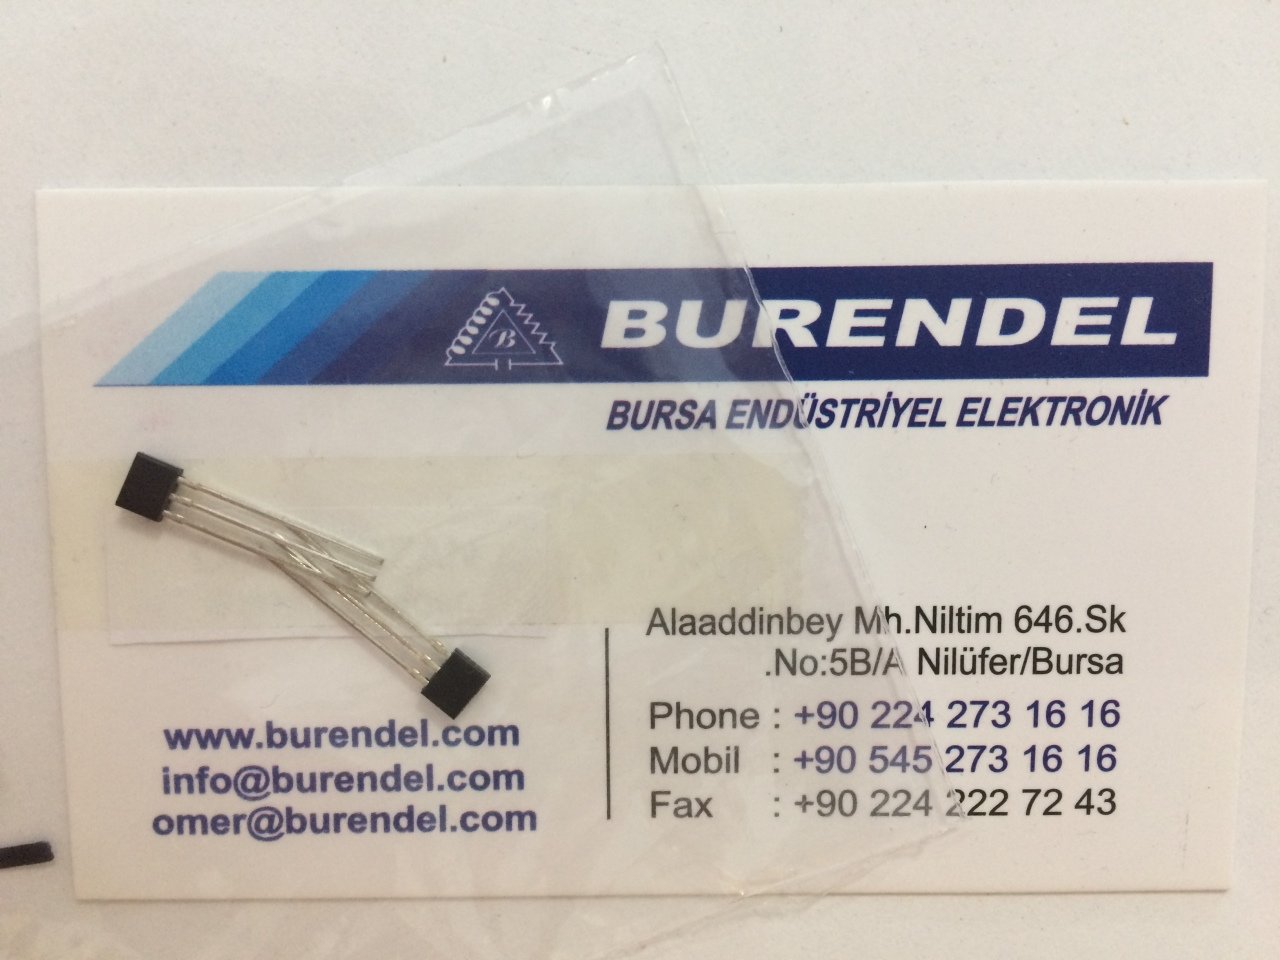 B
BURENDEL
BURSA ENDÜSTRİYEL ELEKTRONİK
Alaaddinbey Mh.Niltim 646.Sk
.No:5B/A Nilüfer/Bursa
Phone : +90 224 273 16 16
Mobil : +90 545 273 16 16
Fax : +90 224 222 72 43
www.burendel.com
info@burendel.com
omer@burendel.com